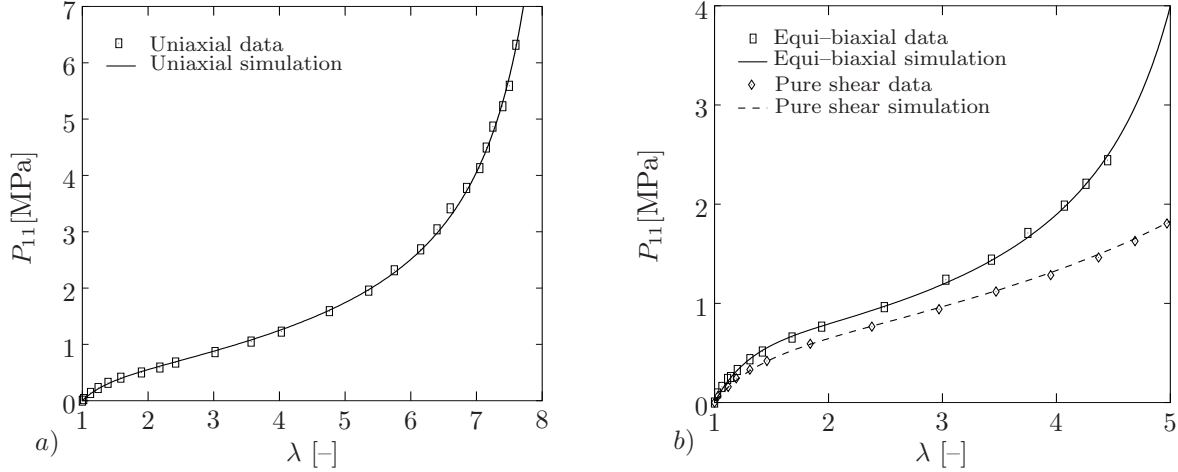 7
6
5
4
3
2
1
0
P11[MPa]
Uniaxial data
Uniaxial simulation
1 2 3 4 5 6 7 8
a)
λ [–]
4
3
2
1
0
P11[MPa]
Equi–biaxial data
Equi–biaxial simulation
Pure shear data
Pure shear simulation
1 2 3 4 5
b)
λ [–]